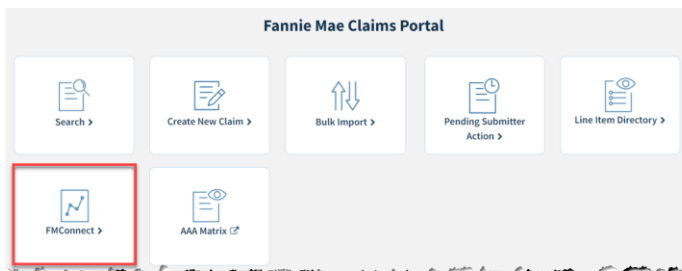 Fannie Mae Claims Portal
Search >
Create New Claim >
Bulk Import >
Pending Submitter
Action >
Line Item Directory >
FMConnect >
AAA Matrix